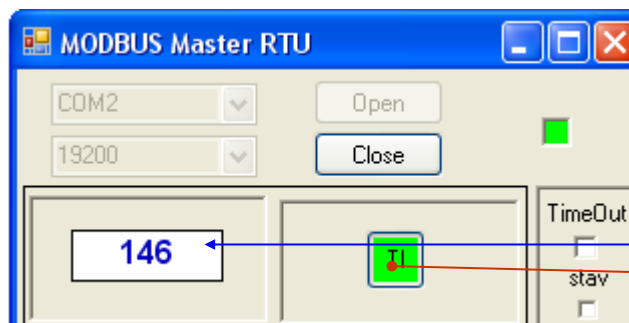 MODBUS Master RTU
COM2
Open
19200
Close
TimeOut
146
stav